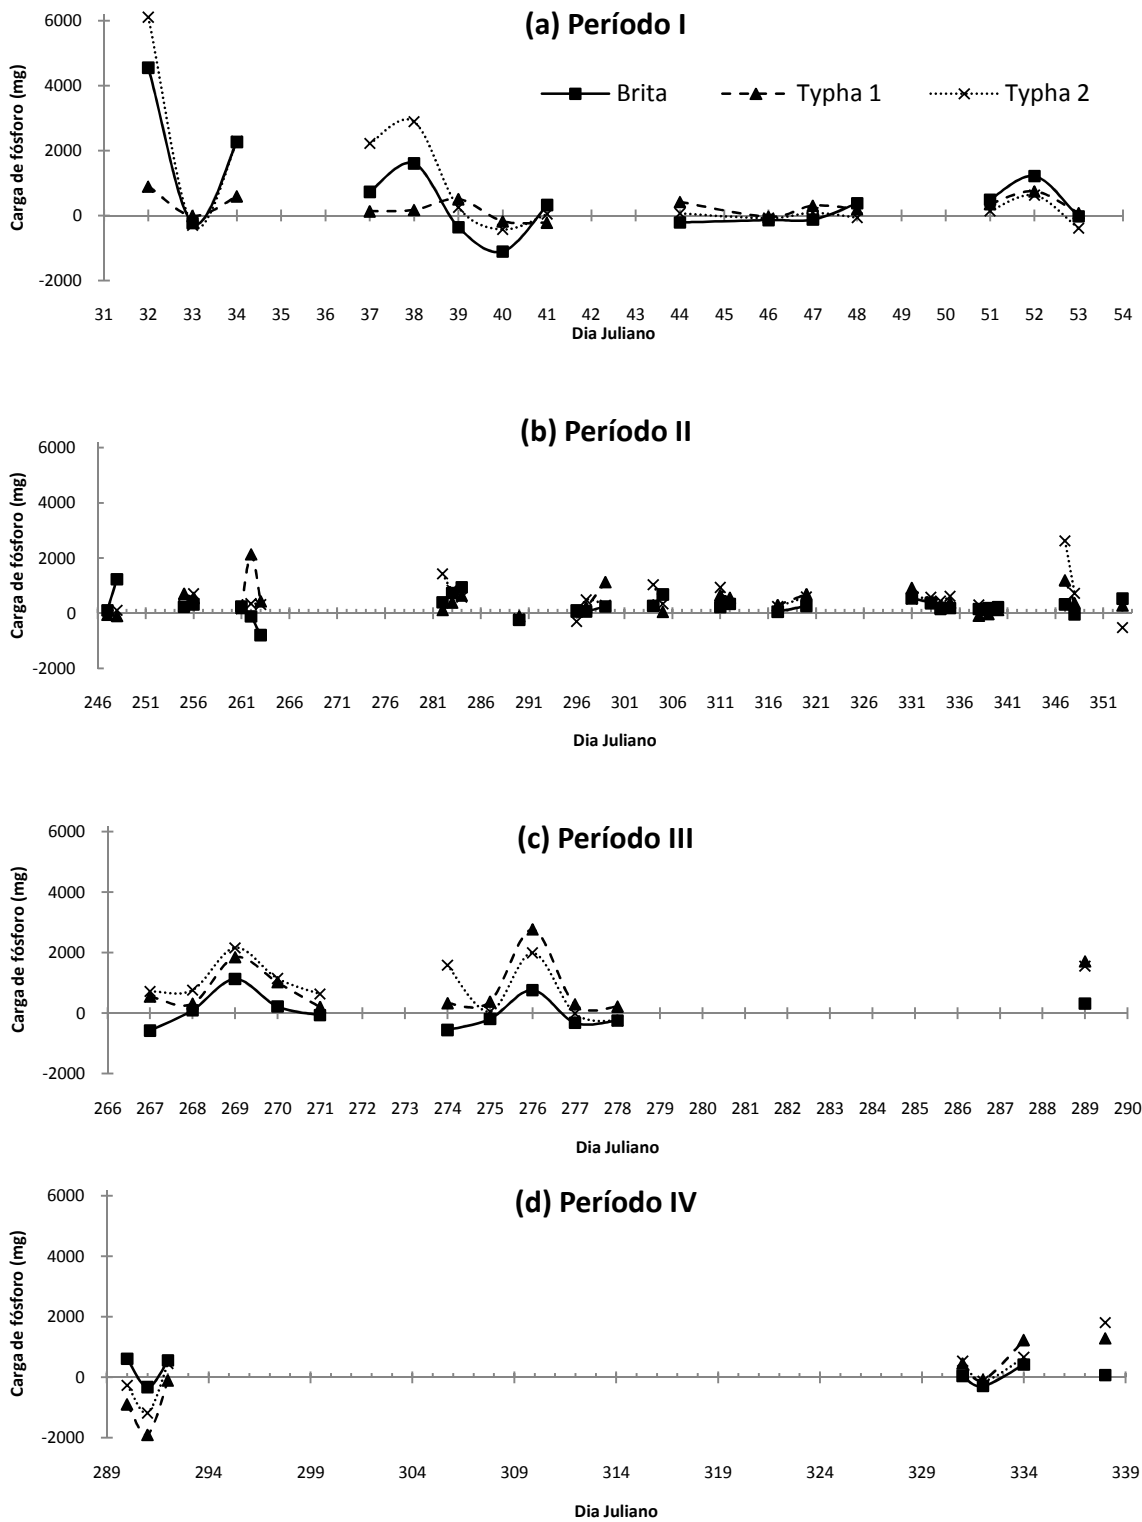 (a) Período I
Carga de fósforo (mg)
6000
4000
2000
0
-2000
Brita
Typha 1
Typha 2
31 32 33 34 35 36 37 38 39 40 41 42 43 44 45 46 47 48 49 50 51 52 53 54
Dia Juliano
(b) Período II
Carga de fósforo (mg)
6000
4000
2000
0
-2000
246 251 256 261 266 271 276 281 286 291 296 301 306 311 316 321 326 331 336 341 346 351
Dia Juliano
(c) Período III
Carga de fósforo (mg)
6000
4000
2000
0
-2000
266 267 268 269 270 271 272 273 274 275 276 277 278 279 280 281 282 283 284 285 286 287 288 289 290
Dia Juliano
(d) Período IV
Carga de fósforo (mg)
6000
4000
2000
0
-2000
289 294 299 304 309 314 319 324 329 334 339
Dia Juliano